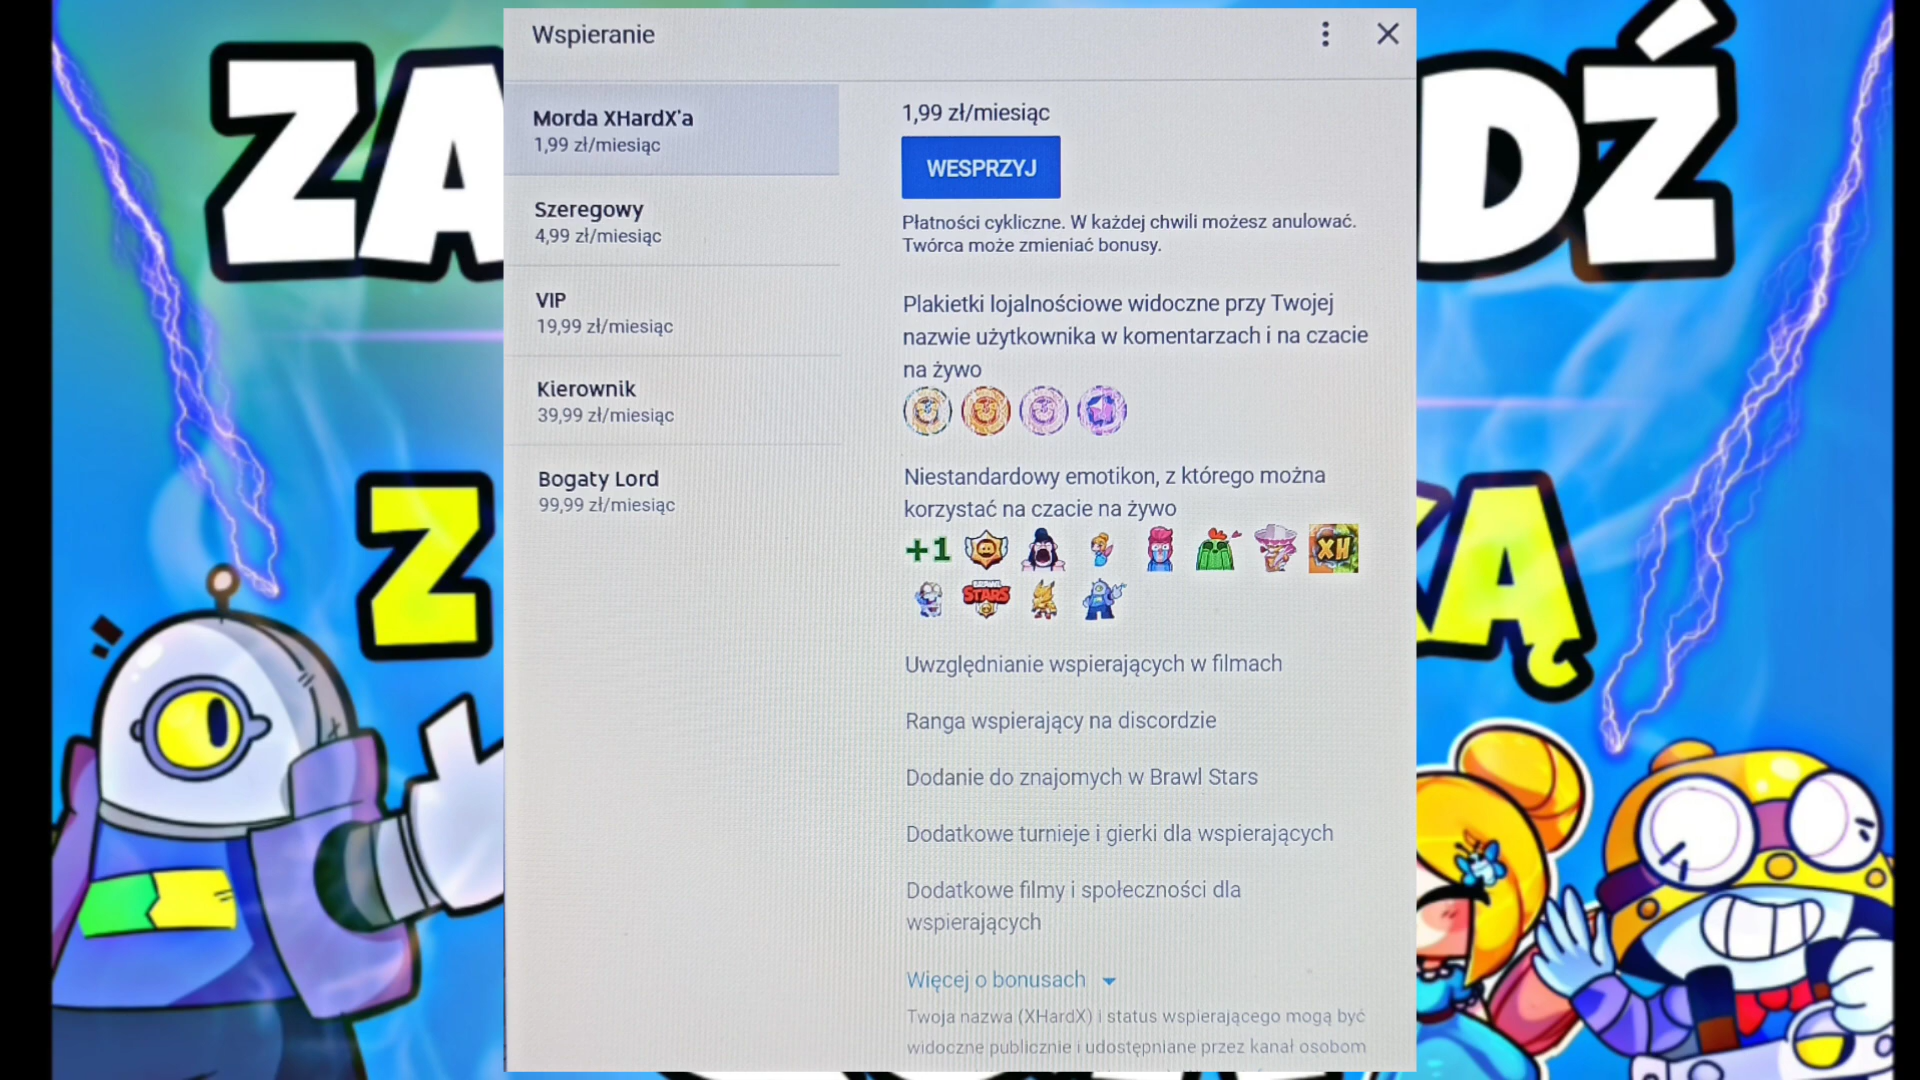 ZA
DŹ
Z
KĄ
Wspieranie
Morda XHardX'a
1,99 zł/miesiąc
Szeregowy
4,99 zł/miesiąc
VIP
19,99 zł/miesiąc
Kierownik
39,99 zł/miesiąc
Bogaty Lord
99,99 zł/miesiąc
1,99 zł/miesiąc
WESPRZYJ
Płatności cykliczne. W każdej chwili możesz anulować.
Twórca może zmieniać bonusy.
Plakietki lojalnościowe widoczne przy Twojej
nazwie użytkownika w komentarzach i na czacie
na żywo
Niestandardowy emotikon, z którego można
korzystać na czacie na żywo
+1
XH
BRAWL
STARS
Uwzględnianie wspierających w filmach
Ranga wspierający na discordzie
Dodanie do znajomych w Brawl Stars
Dodatkowe turnieje i gierki dla wspierających
Dodatkowe filmy i społeczności dla
wspierających
Więcej o bonusach
Twoja nazwa (XHardX) i status wspierającego mogą być
widoczne publicznie i udostępniane przez kanał osobom